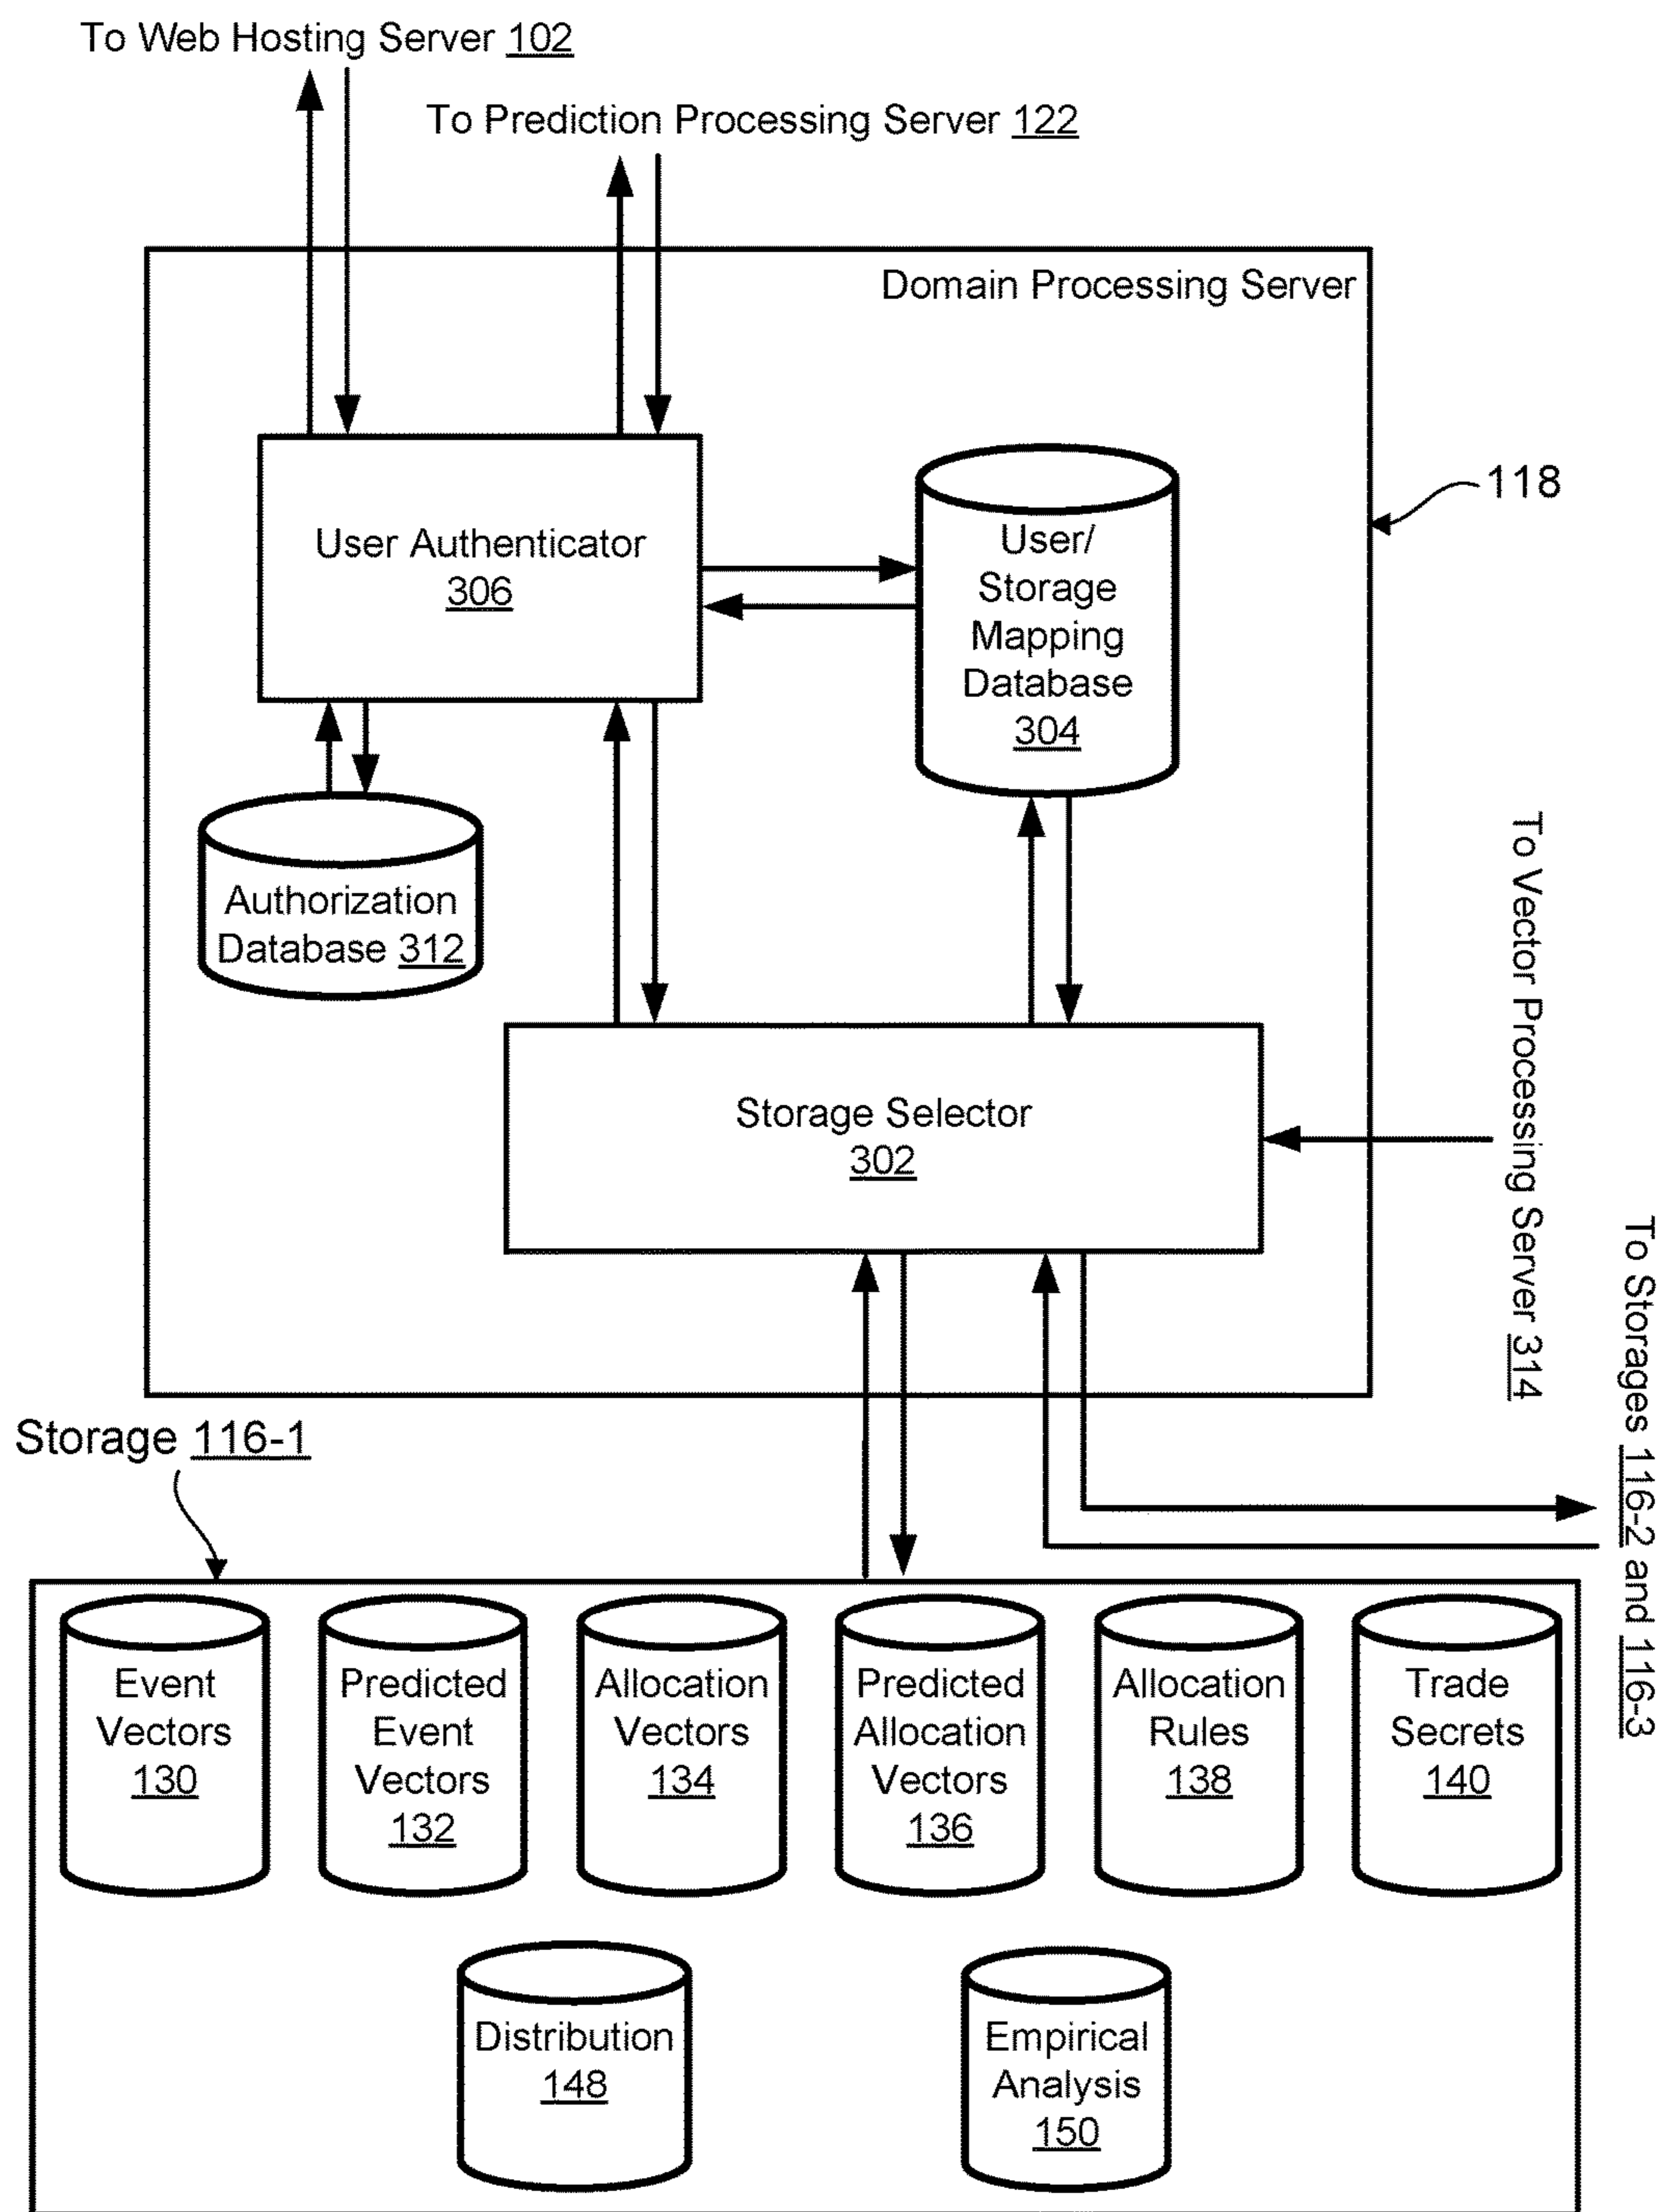 To Web Hosting Server 102
To Prediction Processing Server 122
Domain Processing Server
118
User Authenticator
306
User/
Storage
Mapping
Database
304
Authorization
Database 312
Storage Selector
302
To Vector Processing Server 314
To Storages 116-2 and 116-3
Storage 116-1
Event
Vectors
130
Predicted
Event
Vectors
132
Allocation
Vectors
134
Predicted
Allocation
Vectors
136
Allocation
Rules
138
Trade
Secrets
140
Distribution
148
Empirical
Analysis
150